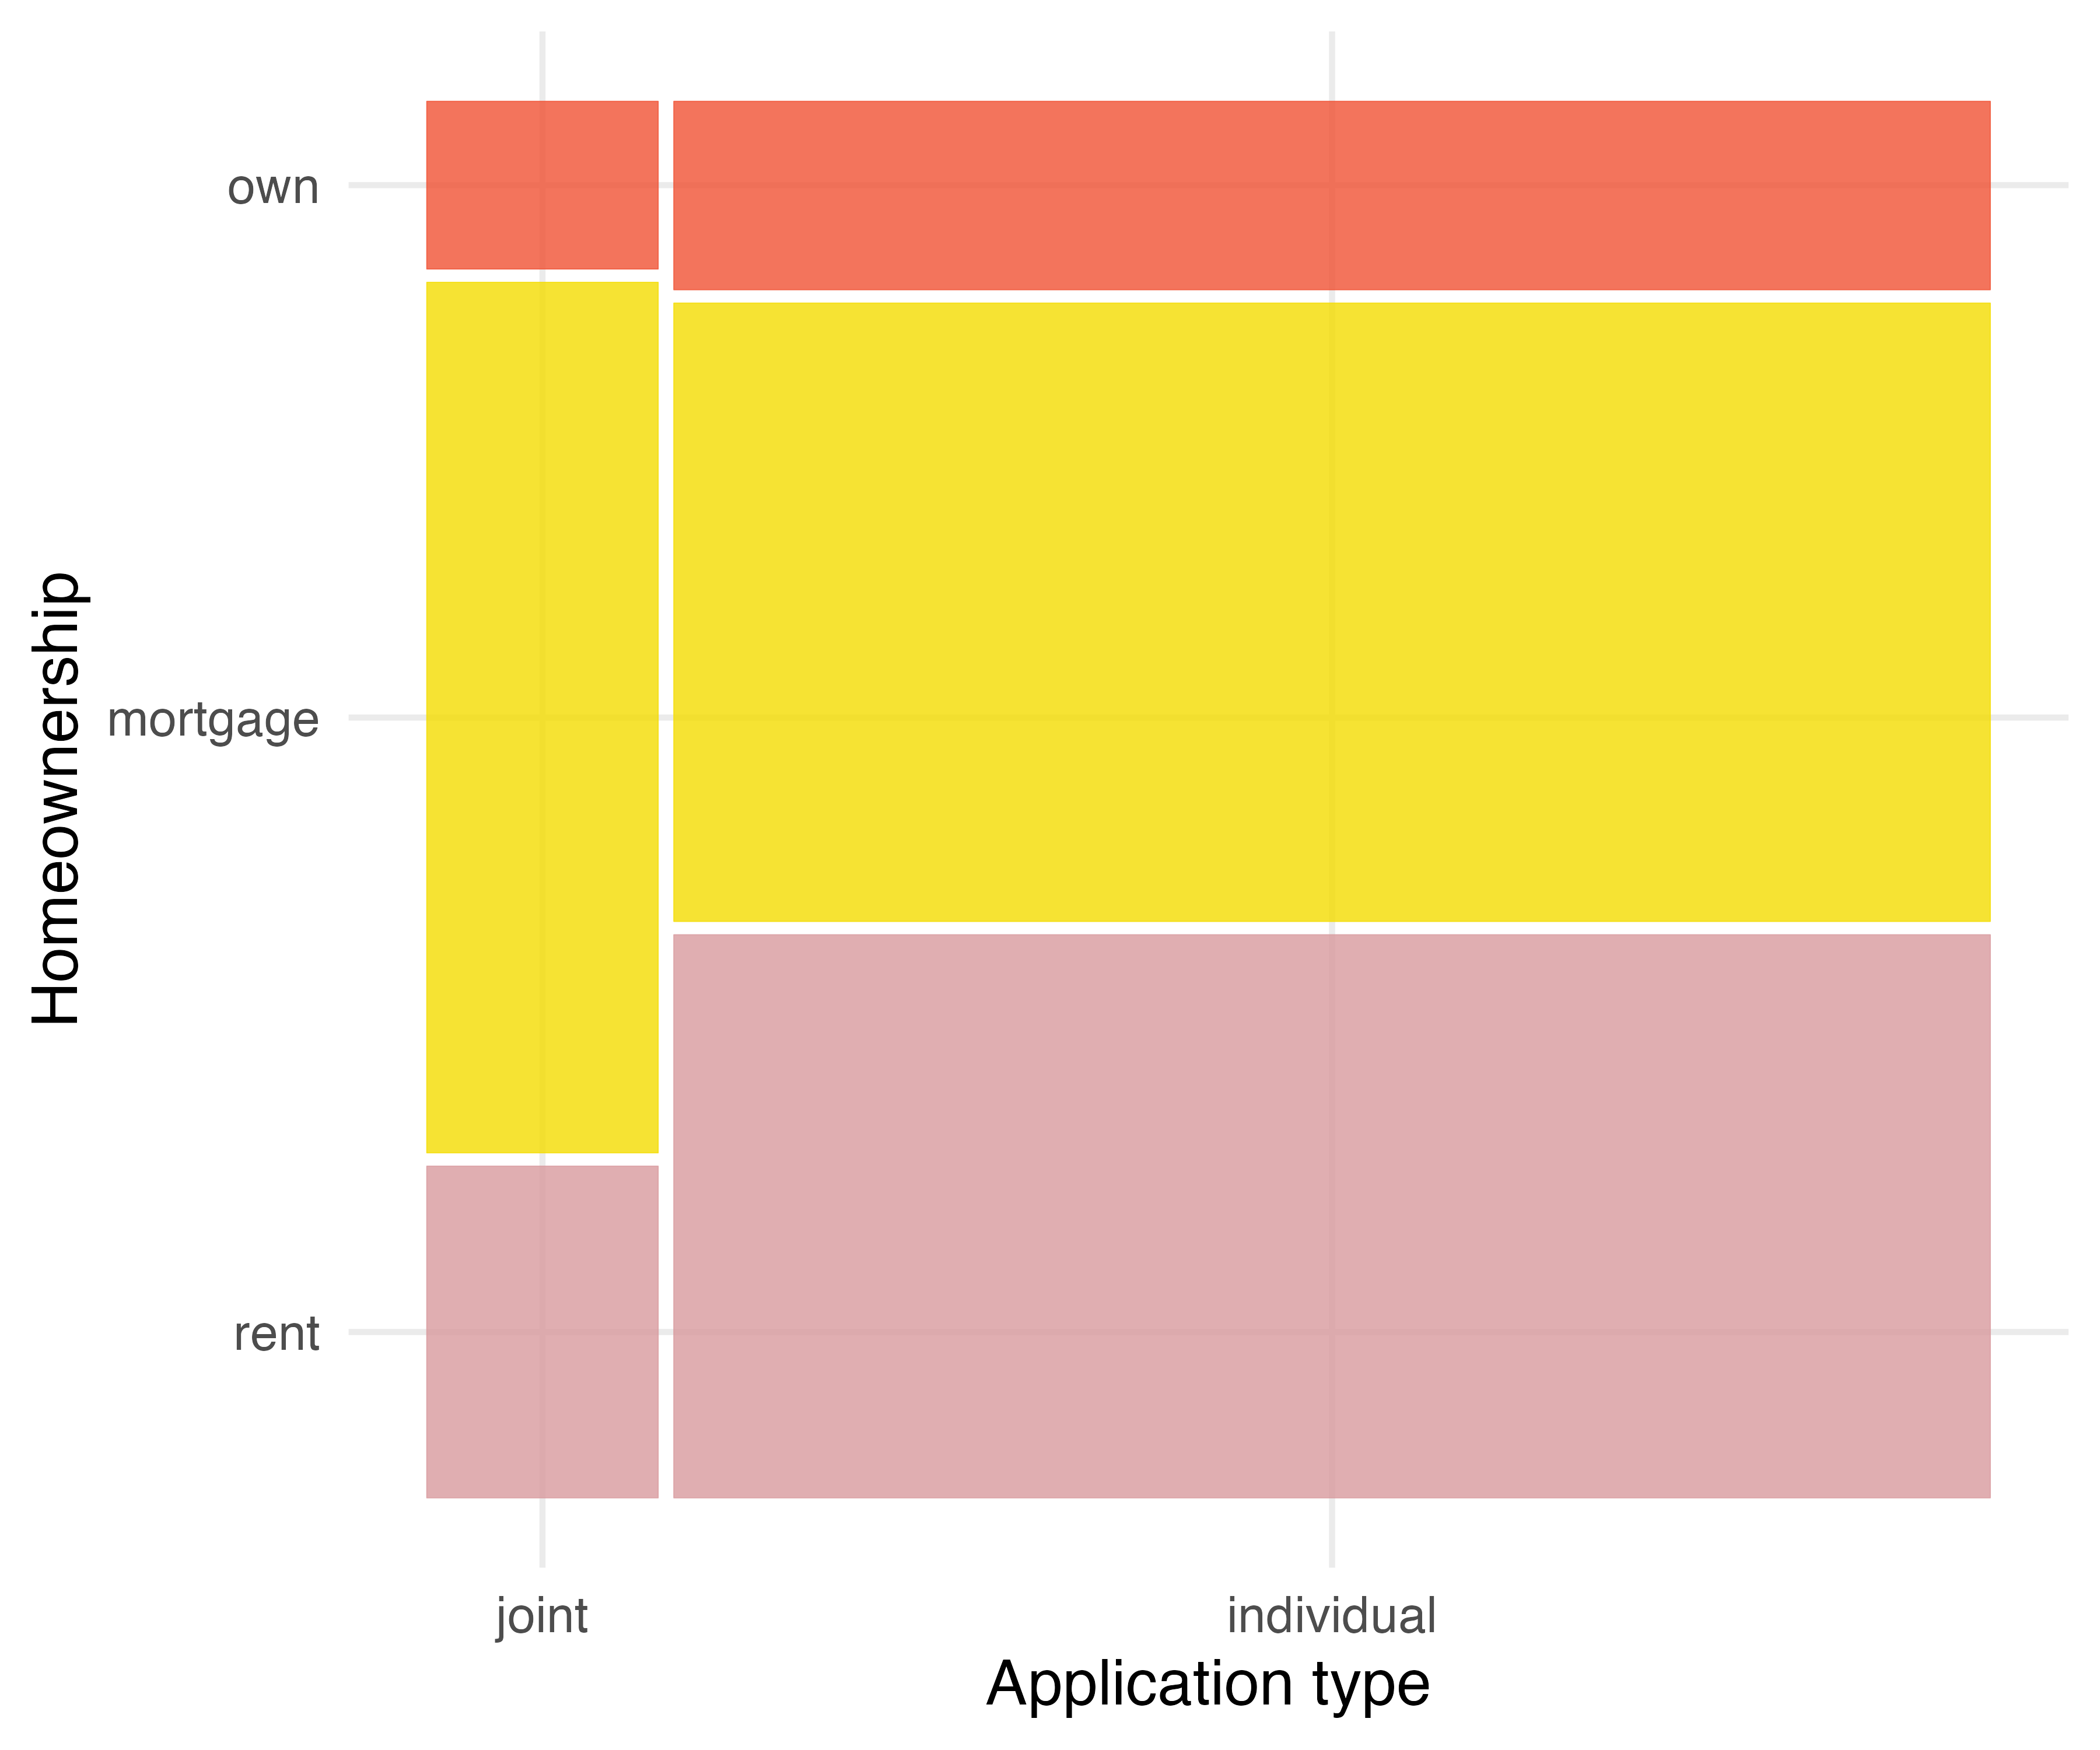 own
mortgage
rent
Homeownership
joint
individual
Application type